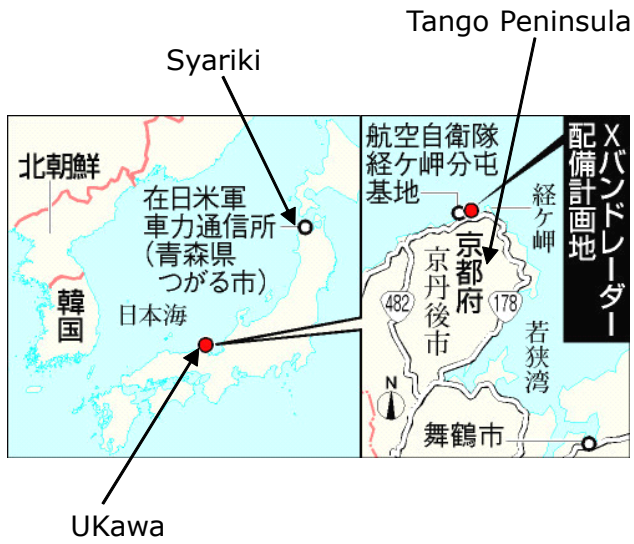 Tango Peninsula
Syariki
北朝鮮
在日米軍
車力通信所
(青森県
つがる市)
韓国
日本海
航空自衛隊
経ケ岬分屯
基地
経ケ岬
Xバンドレーダー
配備計画地
京都府
京丹後市
482
178
若狭湾
N
舞鶴市
UKawa